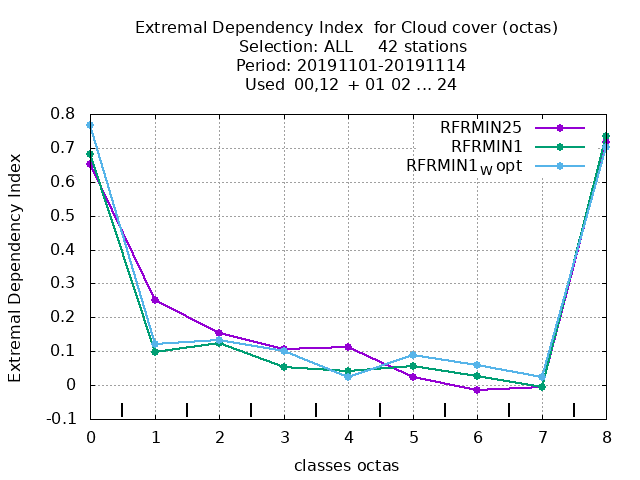 Extremal Dependency Index  for Cloud cover (octas)
Selection: ALL     42 stations
Period: 20191101-20191114
Used  00,12  + 01 02 ... 24
RFRMIN25
RFRMIN1
RFRMIN1w opt
Extremal Dependency Index
0.8
0.7
0.6
0.5
0.4
0.3
0.2
0.1
0
-0.1
0 1 2 3 4 5 6 7 8
classes octas